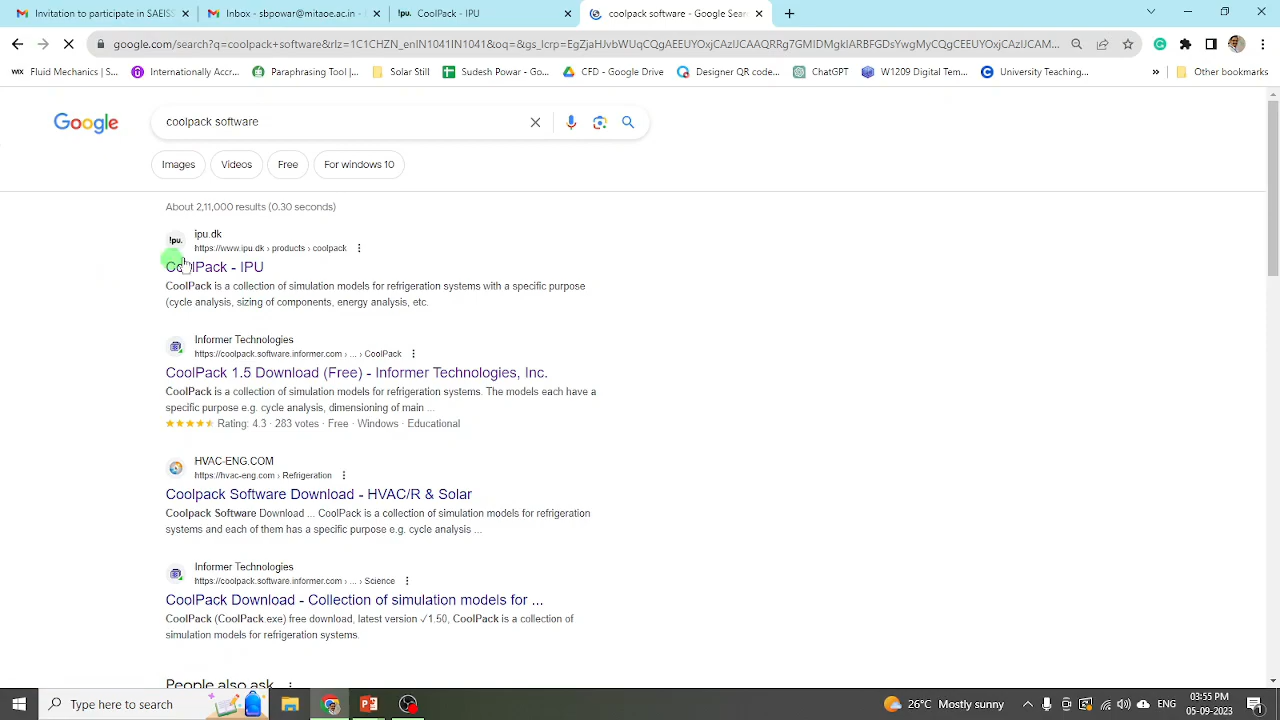 Invitation to participate in SAEISS
Inbox - sbpowar@mitaoe.ac.in -
!pu. CoolPack - IPU
coolpack software - Google Sear
google.com/search?q=coolpack+software&rlz=1C1CHZN_enIN1041IN1041&oq=&gs_lcrp=EgZjaHJvbWUqCQgAEEUYOxjCAzIJCAAQRRg7GMIDMgkIARBFGDsYwgMyCQgCEEUYOxjCAzIJCAM...
WIX Fluid Mechanics | S...
Internationally Accr...
Paraphrasing Tool |...
Solar Still
Sudesh Powar - Go...
CFD - Google Drive
Designer QR code...
ChatGPT
W1209 Digital Tem...
University Teaching...
»
Other bookmarks
Google
coolpack software
Images
Videos
Free
For windows 10
About 2,11,000 results (0.30 seconds)
!pu.
ipu.dk
https://www.ipu.dk › products › coolpack
CoolPack - IPU
CoolPack is a collection of simulation models for refrigeration systems with a specific purpose
(cycle analysis, sizing of components, energy analysis, etc.
Informer Technologies
https://coolpack.software.informer.com › ... › CoolPack
CoolPack 1.5 Download (Free) - Informer Technologies, Inc.
CoolPack is a collection of simulation models for refrigeration systems. The models each have a
specific purpose e.g. cycle analysis, dimensioning of main ...
Rating: 4.3 · 283 votes · Free · Windows · Educational
HVAC-ENG.COM
https://hvac-eng.com › Refrigeration
Coolpack Software Download - HVAC/R & Solar
Coolpack Software Download ... CoolPack is a collection of simulation models for refrigeration
systems and each of them has a specific purpose e.g. cycle analysis ...
Informer Technologies
https://coolpack.software.informer.com › ... › Science
CoolPack Download - Collection of simulation models for ...
CoolPack (CoolPack exe) free download, latest version ✓1.50, CoolPack is a collection of
simulation models for refrigeration systems.
People also ask
Type here to search
26°C Mostly sunny
ENG
03:55 PM
05-09-2023